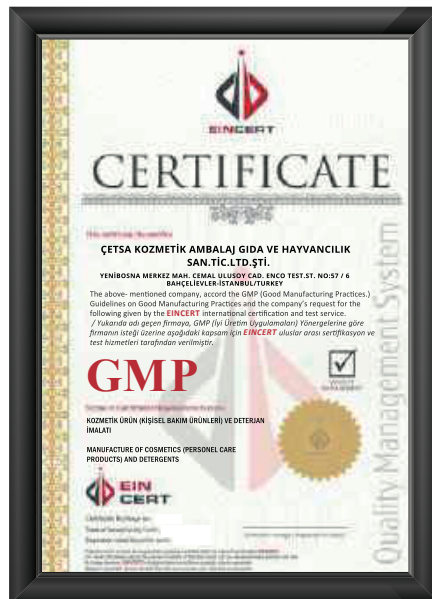 EINCERT
CERTIFICATE
ÇETSA KOZMETİK AMBALAJ GIDA VE HAYVANCILIK
SAN.TİC.LTD.ŞTİ.
YENİBOSNA MERKEZ MAH. CEMAL ULUSOY CAD. ENCO TEST.ST. NO:57 / 6
BAHÇELİEVLER-İSTANBUL/TURKEY
The above- mentioned company, accord the GMP (Good Manufacturing Practices.)
Guidelines on Good Manufacturing Practices and the company's request for the
following given by the EINCERT international certification and test service.
/ Yukarıda adı geçen firmaya, GMP (İyi Üretim Uygulamaları) Yönergelerine göre
firmanın isteği üzerine aşağıdaki kapsam için EINCERT uluslar arası sertifikasyon ve
test hizmetleri tarafından verilmiştir.
GMP
KOZMETİK ÜRÜN (KİŞİSEL BAKIM ÜRÜNLERİ) VE DETERJAN
İMALATI
MANUFACTURE OF COSMETICS (PERSONEL CARE
PRODUCTS) AND DETERGENTS
EIN
CERT
Quality Management System